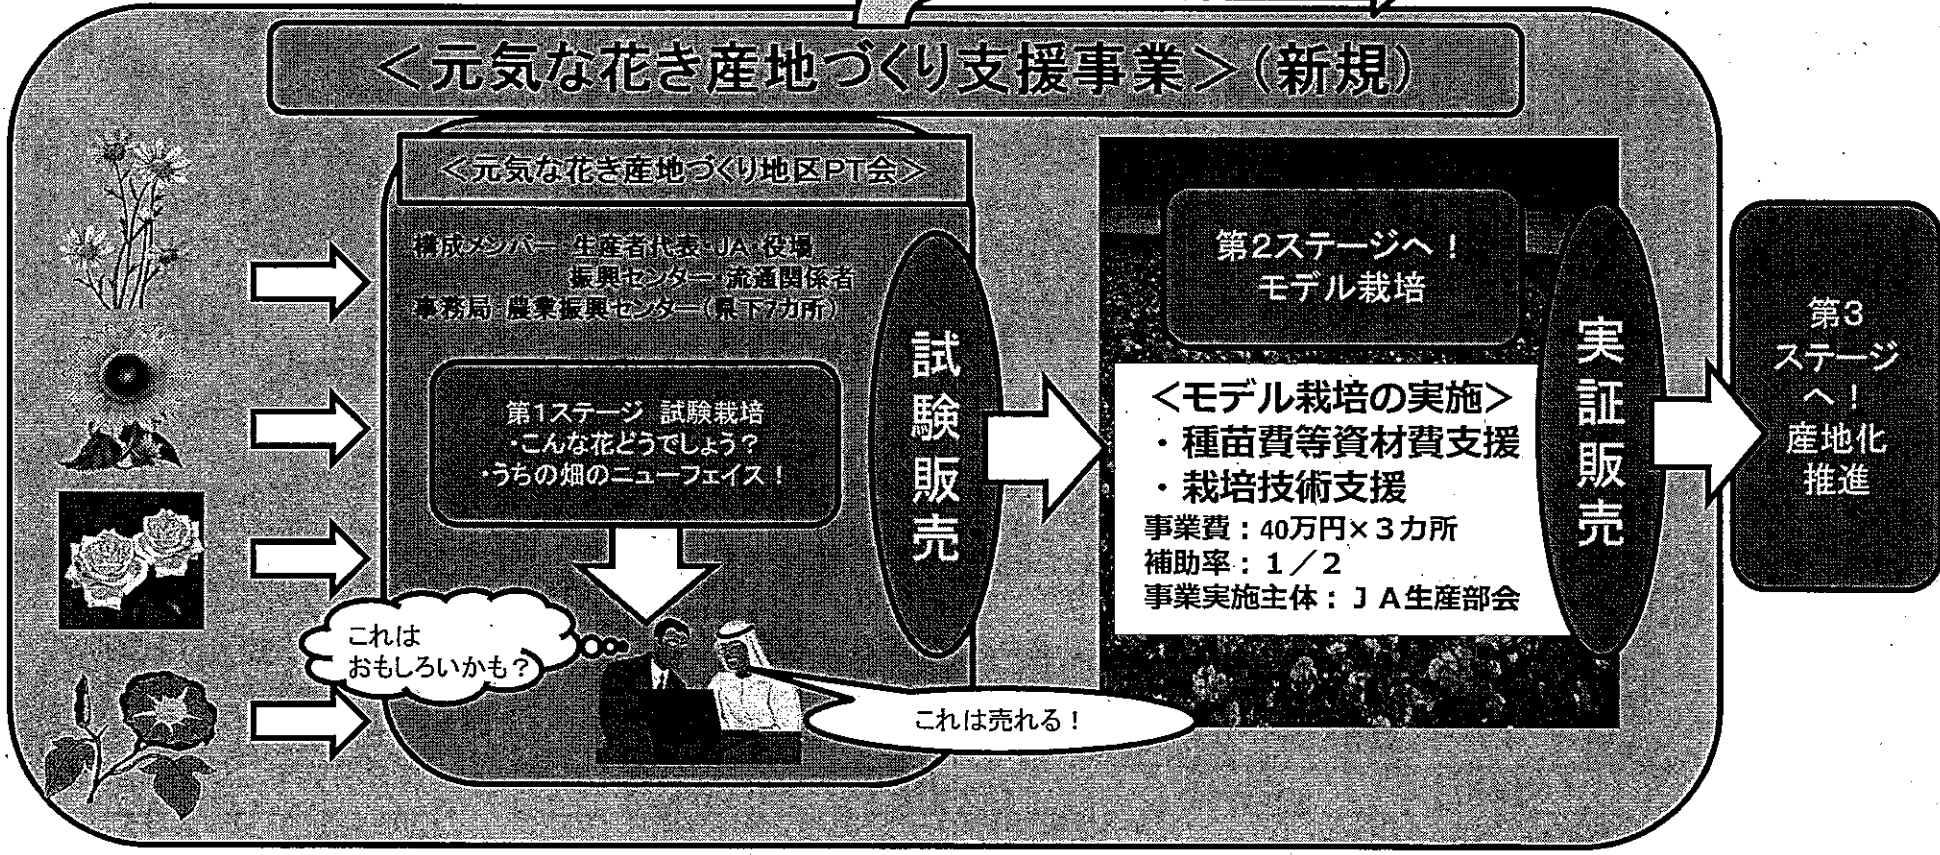 ＜元気な花き産地づくり支援事業＞(新規)
＜元気な花き産地づくり地区PT会＞
構成メンバー 生産者代表・JA・役場
振興センター・流通関係者
事務局 農業振興センター(県下7カ所)
第1ステージ 試験栽培
・こんな花どうでしょう？
・うちの畑のニューフェイス！
これは
おもしろいかも？
これは売れる！
試験販売
第2ステージへ！
モデル栽培
＜モデル栽培の実施＞
・種苗費等資材費支援
・栽培技術支援
事業費：40万円×３カ所
補助率：１／２
事業実施主体：ＪＡ生産部会
実証販売
第3
ステージ
へ！
産地化
推進